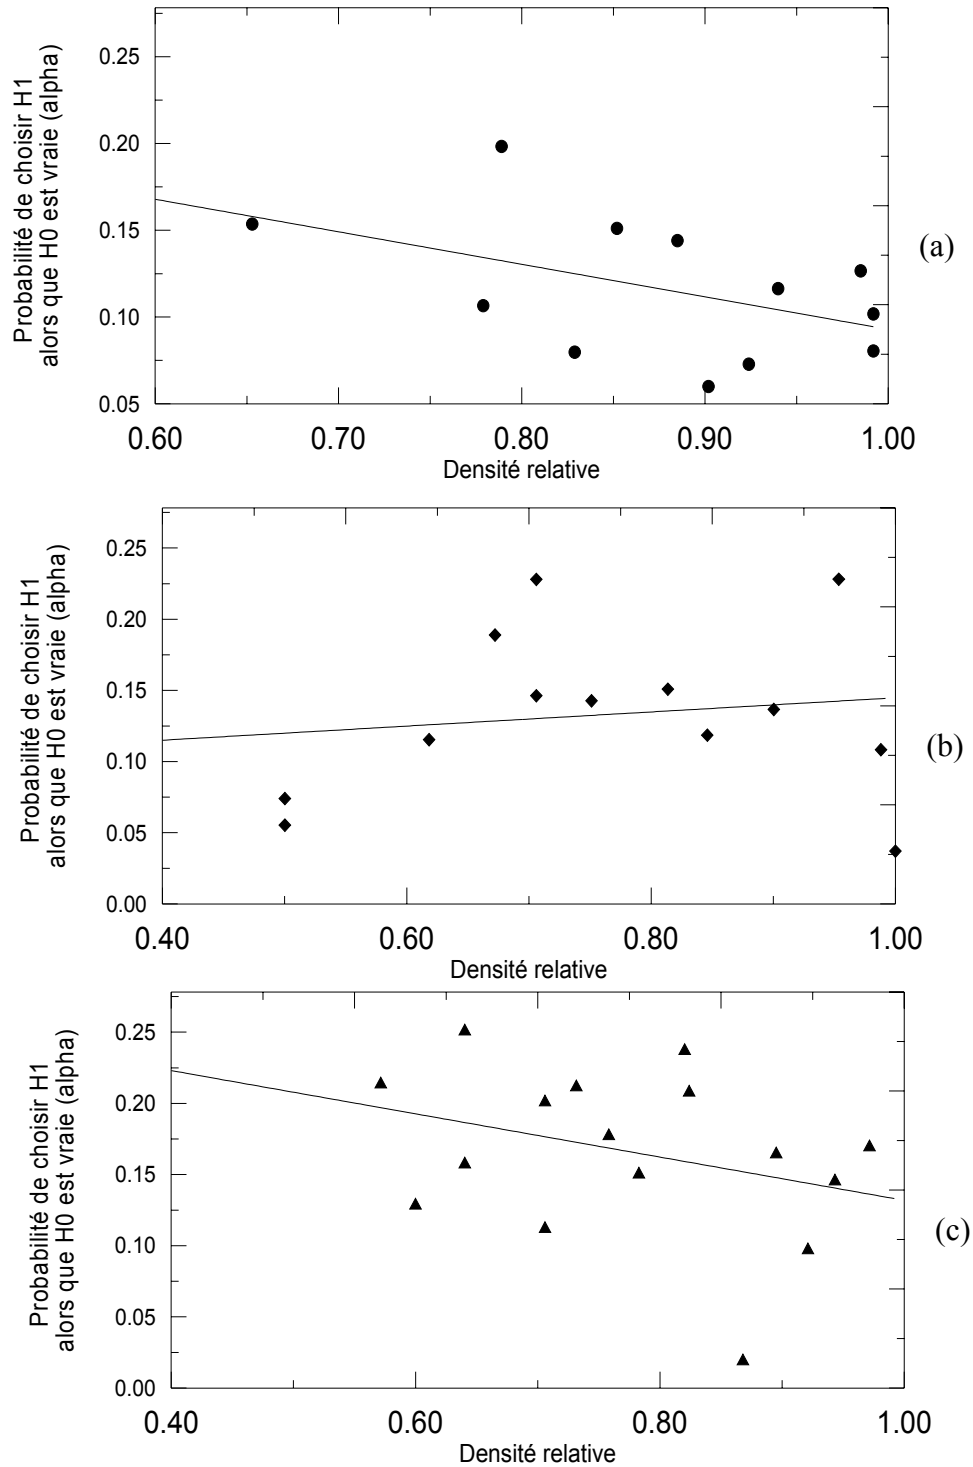 Probabilité de choisir H1
alors que H0 est vraie (alpha)
0.25
0.20
0.15
0.10
0.05
0.60 0.70 0.80 0.90 1.00
Densité relative
(a)
Probabilité de choisir H1
alors que H0 est vraie (alpha)
0.25
0.20
0.15
0.10
0.05
0.00
0.40 0.60 0.80 1.00
Densité relative
(b)
Probabilité de choisir H1
alors que H0 est vraie (alpha)
0.25
0.20
0.15
0.10
0.05
0.00
0.40 0.60 0.80 1.00
Densité relative
(c)